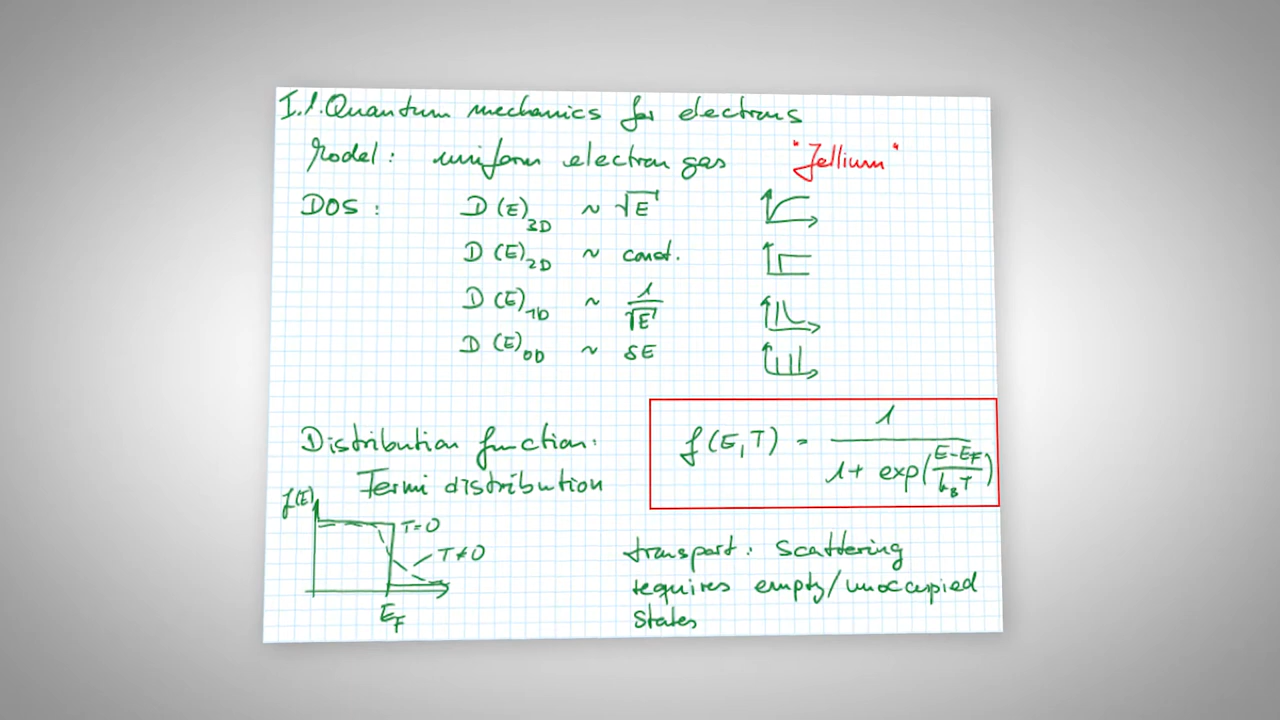 I.1. Quantum mechanics for electrons
Model: uniform electron gas "Jellium"
DOS: D(E)3D ~ √E
D(E)2D ~ const.
D(E)1D ~ 1/√E
D(E)0D ~ δE
Distribution function:
Fermi distribution
f(E,T) = 1/(1+ exp((E-EF)/kBT))
f(E)
T=0
T≠0
EF
transport: scattering
requires empty/unoccupied
states